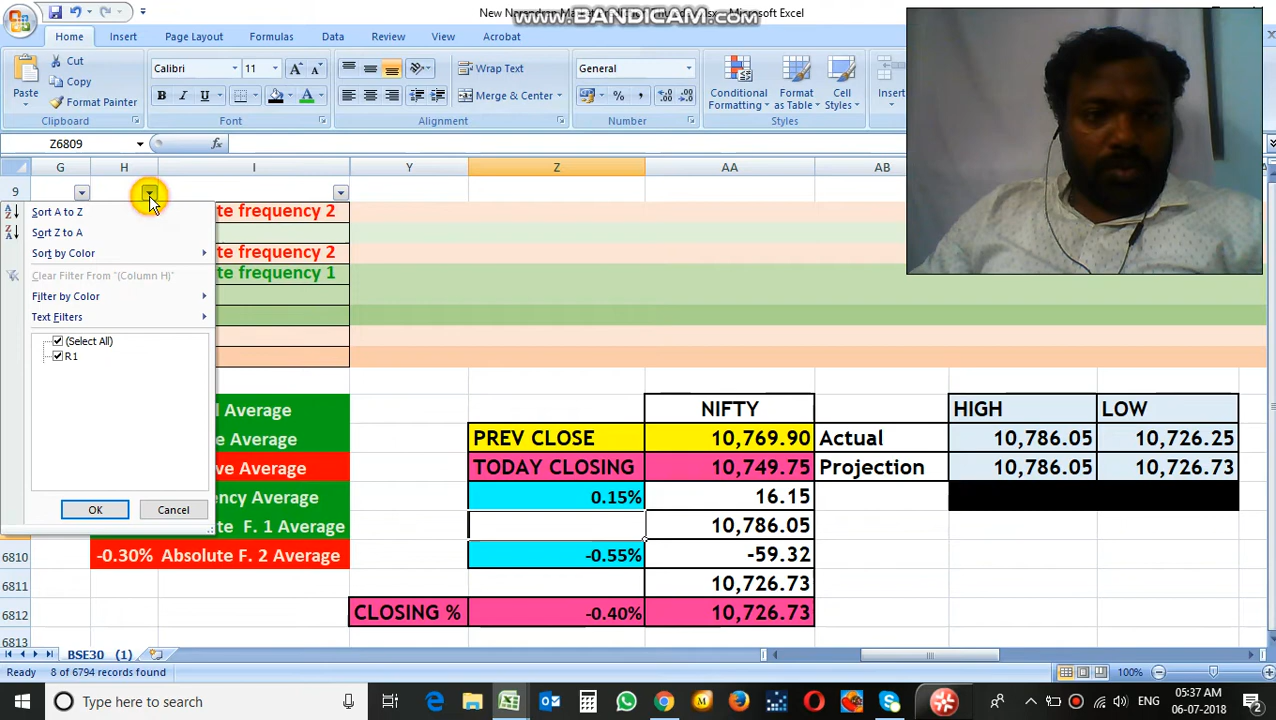 www.BANDICAM.com
Microsoft Excel
Home Insert Page Layout Formulas Data Review View Acrobat
Paste
Cut
Copy
Format Painter
Clipboard
Calibri 11
B I U
Font
Wrap Text
Merge & Center
Alignment
General
%
Number
Conditional Formatting
Format as Table
Cell Styles
Styles
Insert
Z6809
fx
G H I Y Z AA AB
9
Sort A to Z
Sort Z to A
Sort by Color
Clear Filter From "(Column H)"
Filter by Color
Text Filters
(Select All)
R1
OK Cancel
te frequency 2
te frequency 2
te frequency 1
l Average
e Average
ve Average
ncy Average
te F. 1 Average
6810 -0.30% Absolute F. 2 Average
NIFTY
PREV CLOSE 10,769.90
TODAY CLOSING 10,749.75
0.15% 16.15
10,786.05
-0.55% -59.32
6811 10,726.73
6812 CLOSING % -0.40% 10,726.73
6813
HIGH LOW
Actual 10,786.05 10,726.25
Projection 10,786.05 10,726.73
BSE30 (1)
Ready 8 of 6794 records found
100%
Type here to search
ENG
05:37 AM
06-07-2018
2